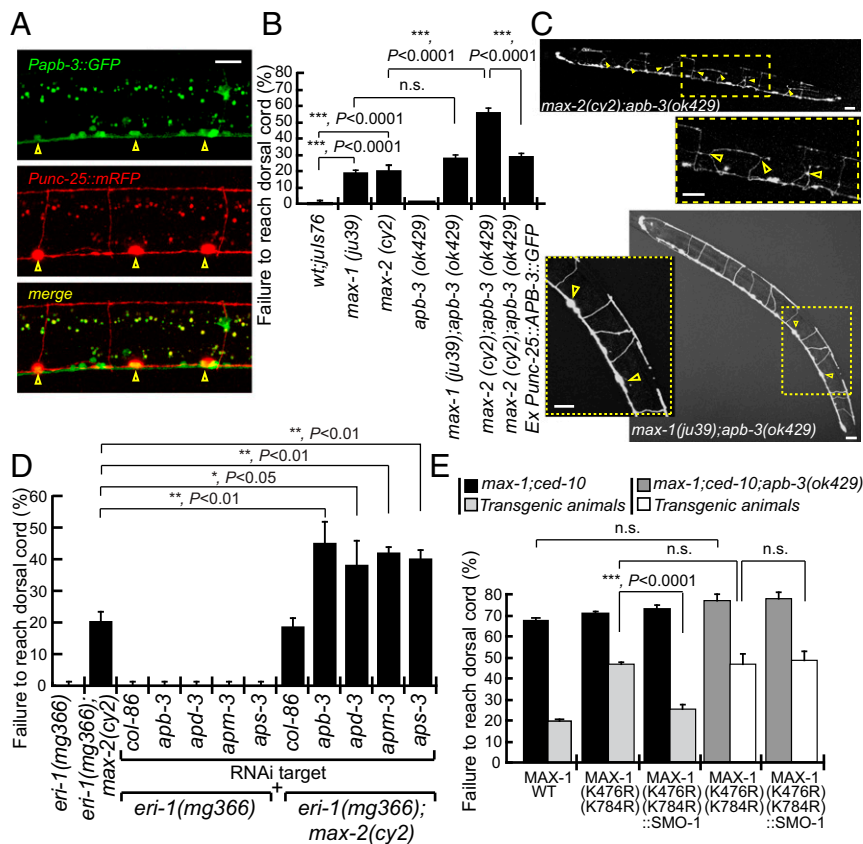 A
Papb-3::GFP
Punc-25::mRFP
merge
B
Failure to reach dorsal cord (%)
80
70
60
50
40
30
20
10
0
***,
P<0.0001
***,
P<0.0001
n.s.
***, P<0.0001
***, P<0.0001
wt;juIs76
max-1 (ju39)
max-2 (cy2)
apb-3 (ok429)
max-1 (ju39);apb-3 (ok429)
max-2 (cy2);apb-3 (ok429)
max-2 (cy2);apb-3 (ok429)
Ex Punc-25::APB-3::GFP
C
max-2(cy2);apb-3(ok429)
max-1(ju39);apb-3(ok429)
D
Failure to reach dorsal cord (%)
60
50
40
30
20
10
0
**, P<0.01
**, P<0.01
*, P<0.05
**, P<0.01
eri-1(mg366)
eri-1(mg366);
max-2(cy2)
col-86
apb-3
apd-3
apm-3
aps-3
col-86
apb-3
apd-3
apm-3
aps-3
RNAi target
+
eri-1(mg366)
eri-1(mg366);
max-2(cy2)
E
max-1;ced-10
Transgenic animals
max-1;ced-10;apb-3(ok429)
Transgenic animals
Failure to reach dorsal cord (%)
80
70
60
50
40
30
20
10
0
n.s.
n.s.
n.s.
***, P<0.0001
MAX-1
WT
MAX-1
(K476R)
(K784R)
MAX-1
(K476R)
(K784R)
::SMO-1
MAX-1
(K476R)
(K784R)
MAX-1
(K476R)
(K784R)
::SMO-1